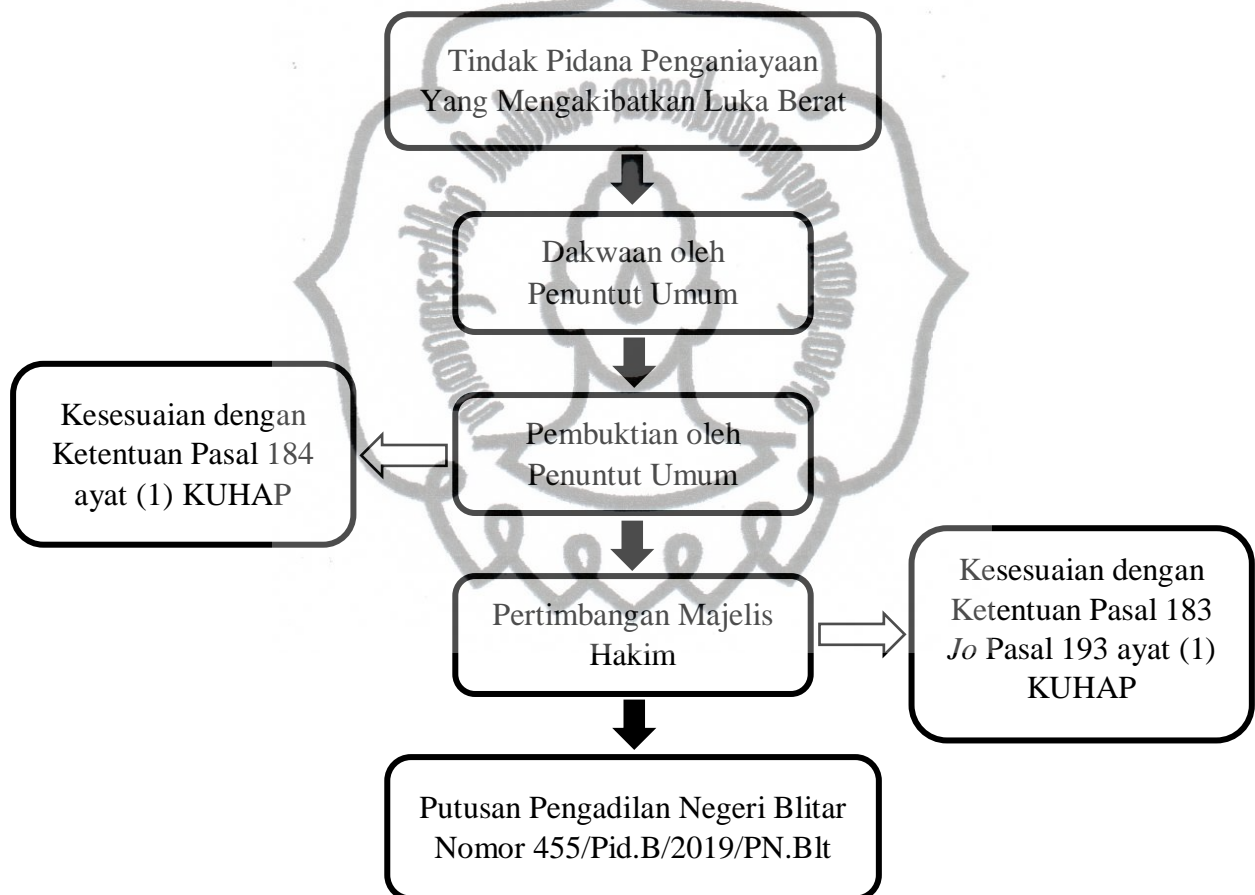 Tindak Pidana Penganiayaan
Yang Mengakibatkan Luka Berat
Dakwaan oleh
Penuntut Umum
Kesesuaian dengan
Ketentuan Pasal 184
ayat (1) KUHAP
Pembuktian oleh
Penuntut Umum
Pertimbangan Majelis
Hakim
Kesesuaian dengan
Ketentuan Pasal 183
Jo Pasal 193 ayat (1)
KUHAP
Putusan Pengadilan Negeri Blitar
Nomor 455/Pid.B/2019/PN.Blt